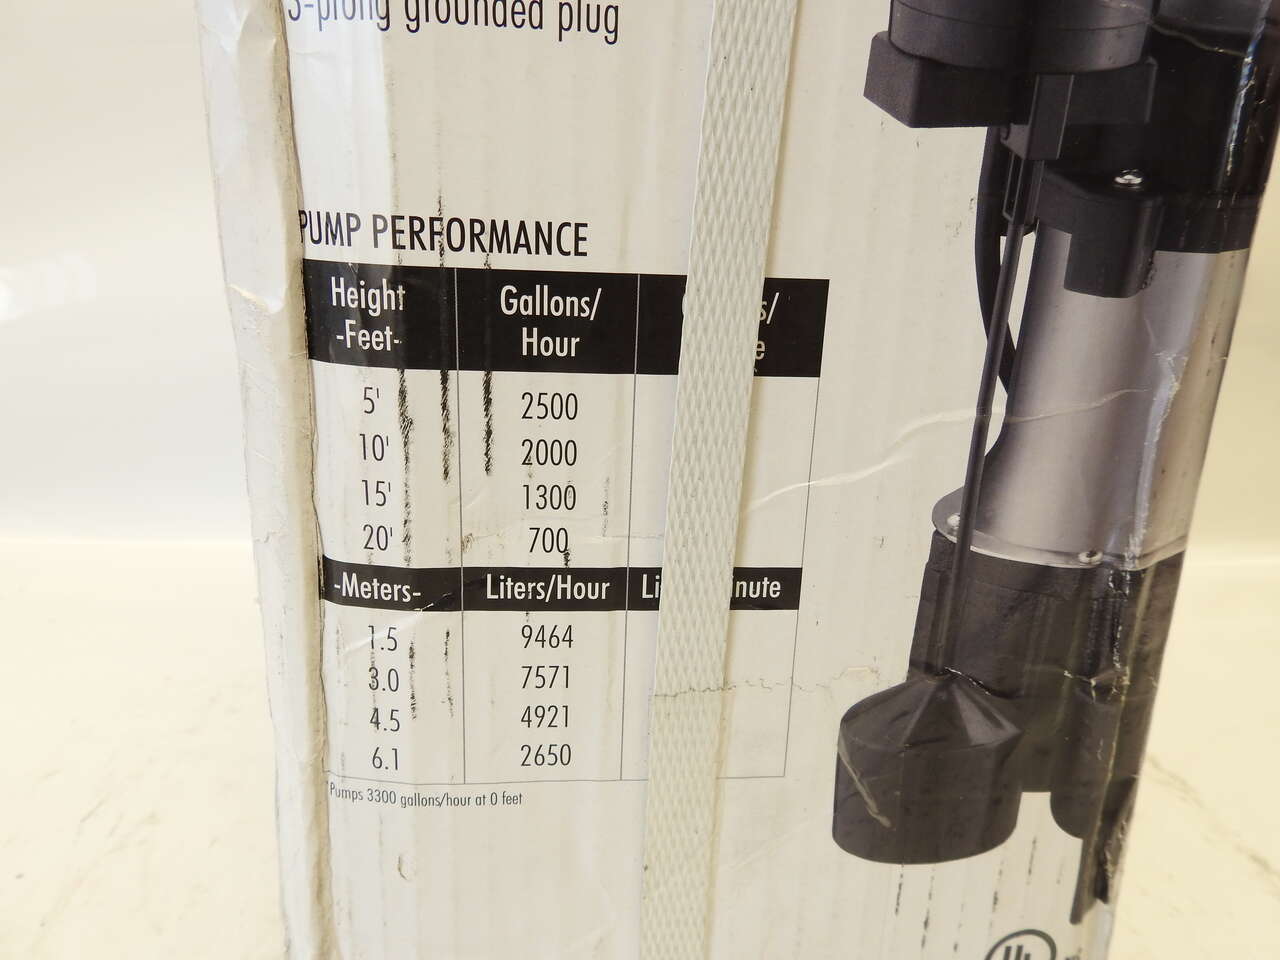 3-prong grounded plug
PUMP PERFORMANCE
Height -Feet- Gallons/ Hour
5' 2500
10' 2000
15' 1300
20' 700
-Meters- Liters/Hour
1.5 9464
3.0 7571
4.5 4921
6.1 2650
*Pumps 3300 gallons/hour at 0 feet
UL